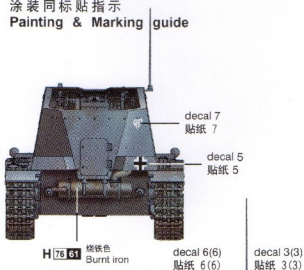 涂装同标贴指示
Painting & Marking guide
decal 7
贴纸 7
decal 5
贴纸 5
H 76 61 烧铁色
Burnt iron
decal 6(6)
贴纸 6(6)
decal 3(3)
贴纸 3(3)